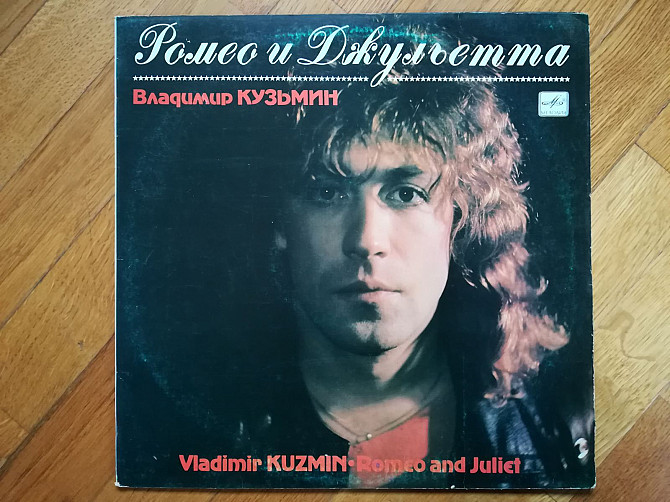 Ромео и Джульетта
Владимир КУЗЬМИН
Vladimir KUZMIN • Romeo and Juliet